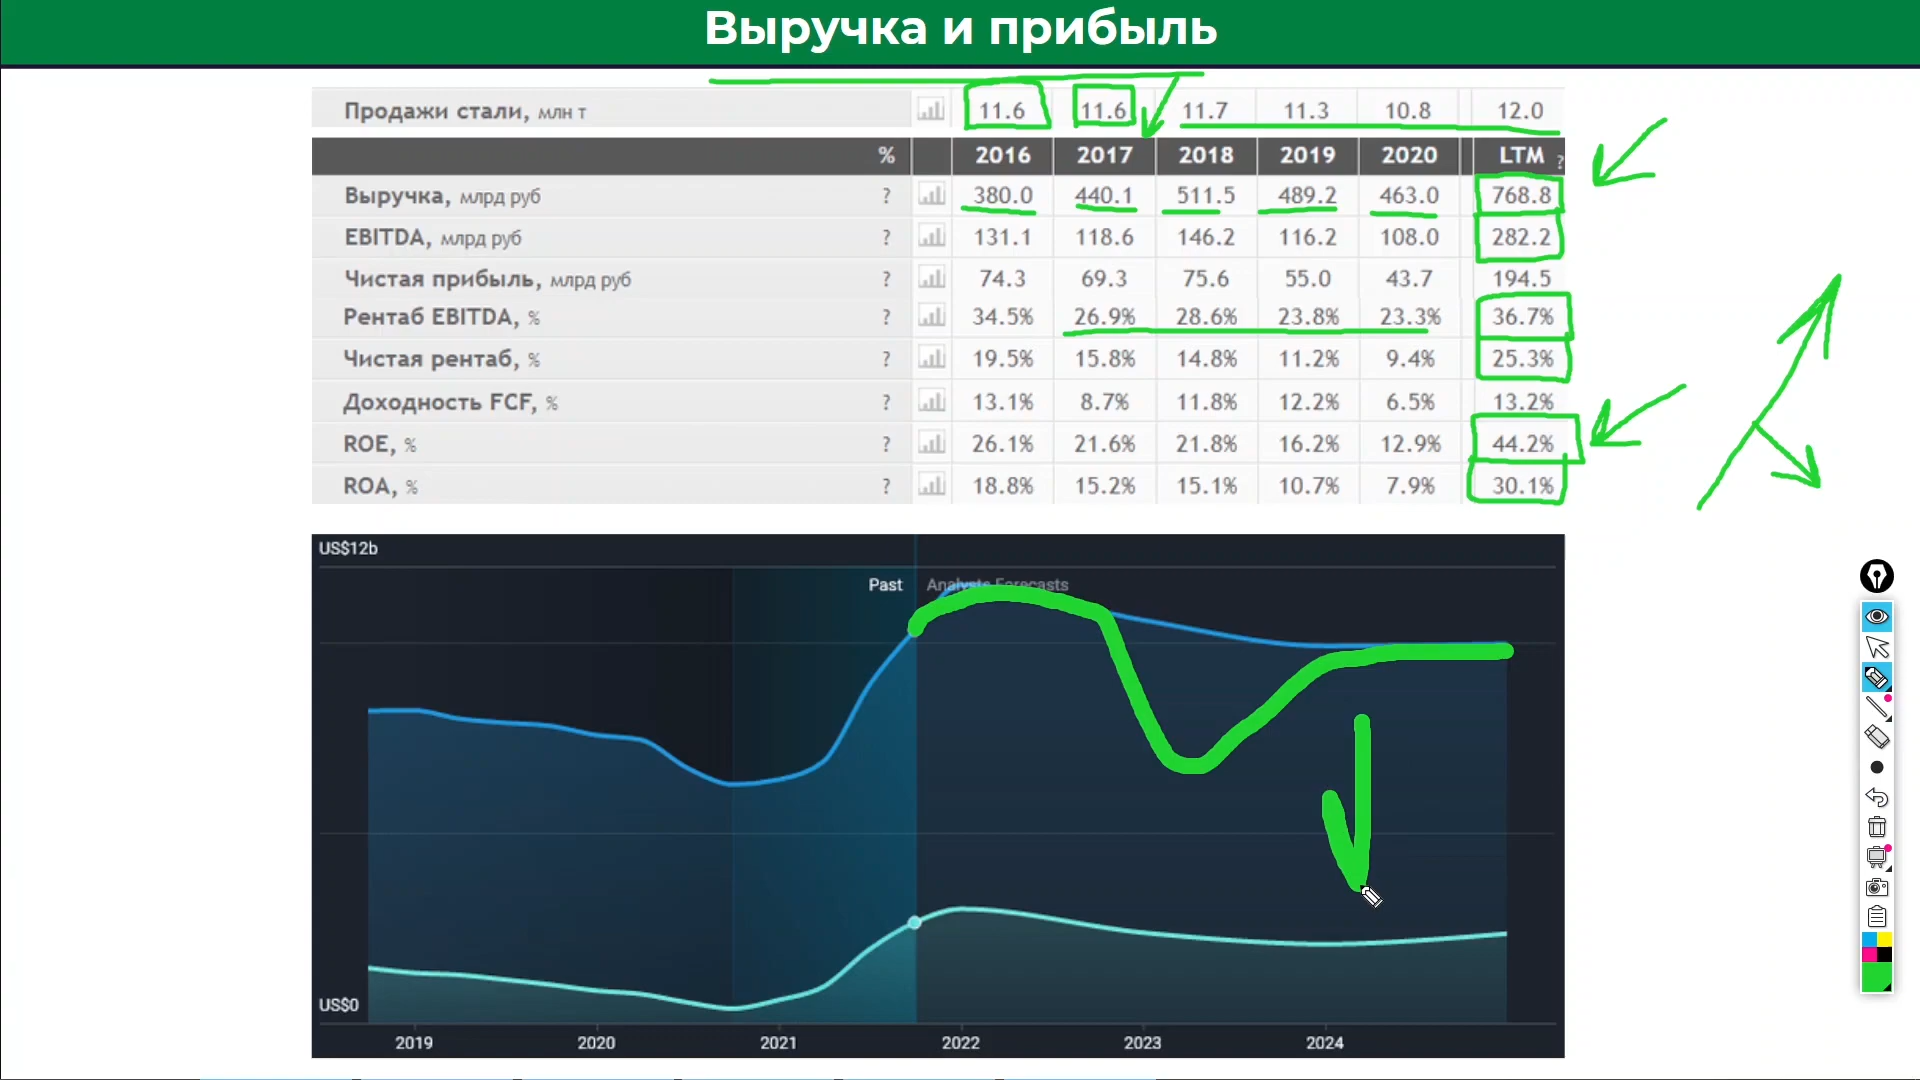 Выручка и прибыль
Продажи стали, млн т 11.6 11.6 11.7 11.3 10.8 12.0
% 2016 2017 2018 2019 2020 LTM ?
Выручка, млрд руб ? 380.0 440.1 511.5 489.2 463.0 768.8
EBITDA, млрд руб ? 131.1 118.6 146.2 116.2 108.0 282.2
Чистая прибыль, млрд руб ? 74.3 69.3 75.6 55.0 43.7 194.5
Рентаб EBITDA, % ? 34.5% 26.9% 28.6% 23.8% 23.3% 36.7%
Чистая рентаб, % ? 19.5% 15.8% 14.8% 11.2% 9.4% 25.3%
Доходность FCF, % ? 13.1% 8.7% 11.8% 12.2% 6.5% 13.2%
ROE, % ? 26.1% 21.6% 21.8% 16.2% 12.9% 44.2%
ROA, % ? 18.8% 15.2% 15.1% 10.7% 7.9% 30.1%
US$12b
Past Analysts Forecasts
US$0
2019 2020 2021 2022 2023 2024